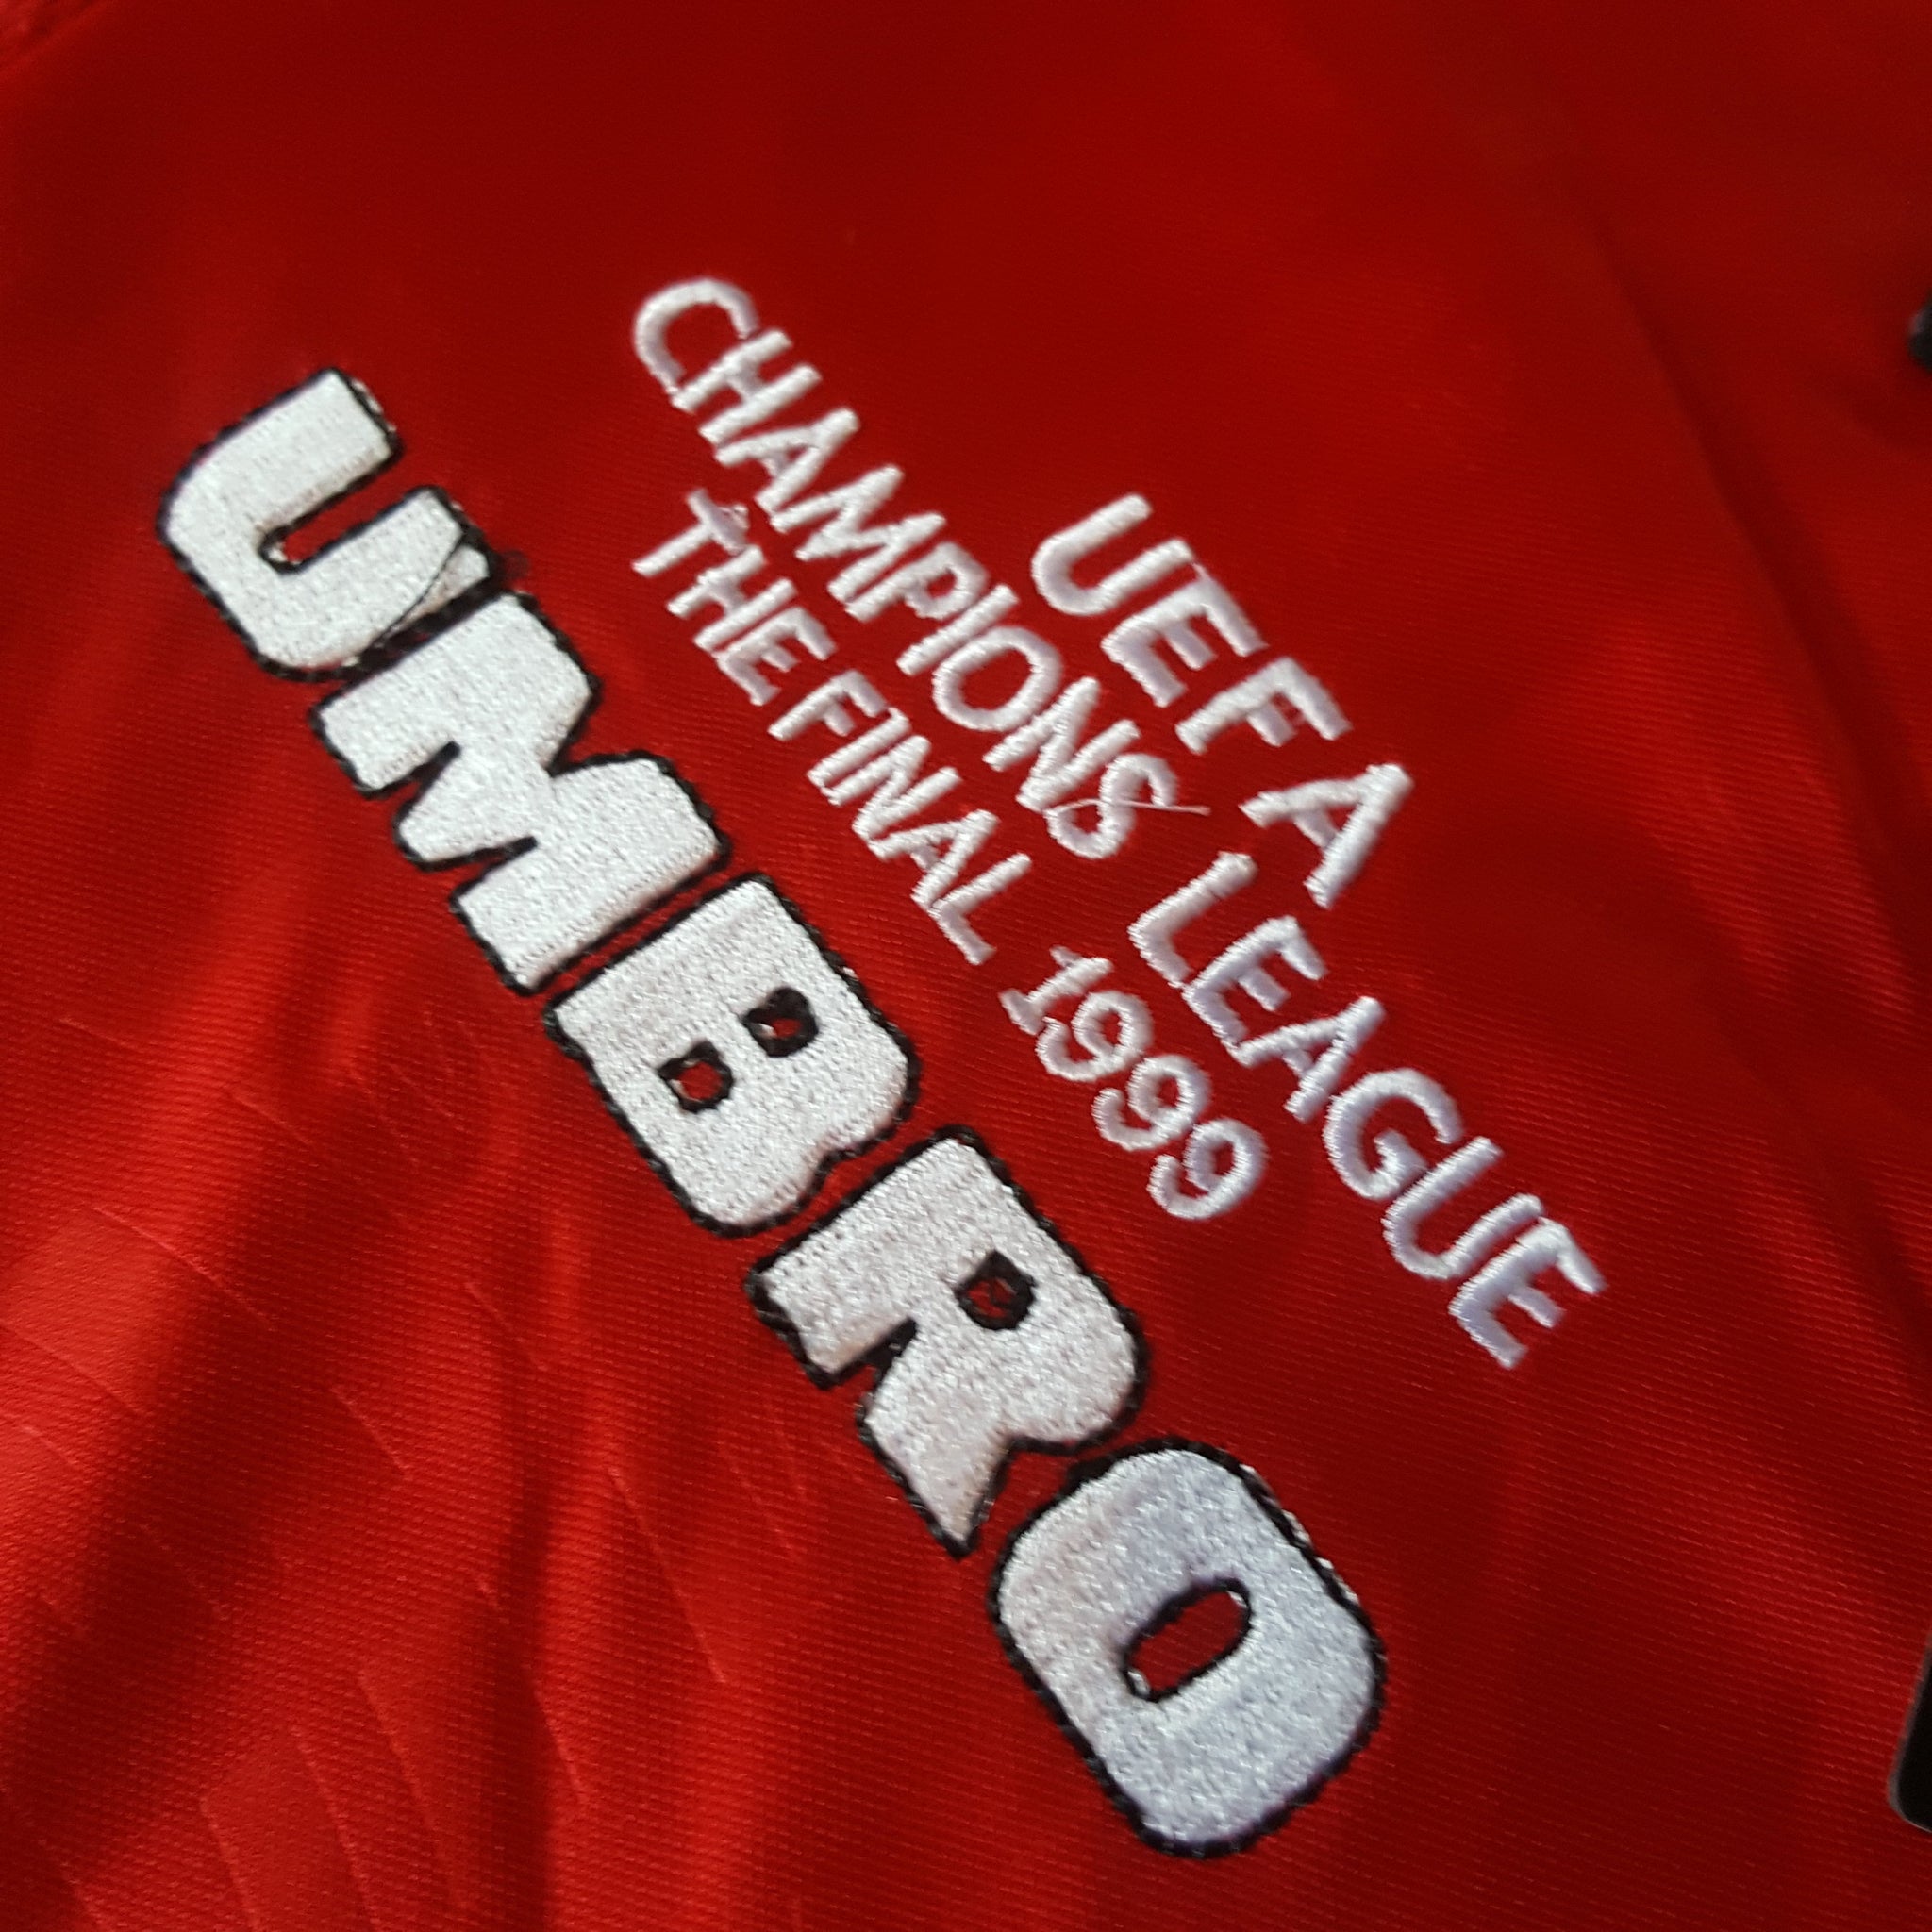 UEFA
CHAMPIONS LEAGUE
THE FINAL 1999
UMBRO